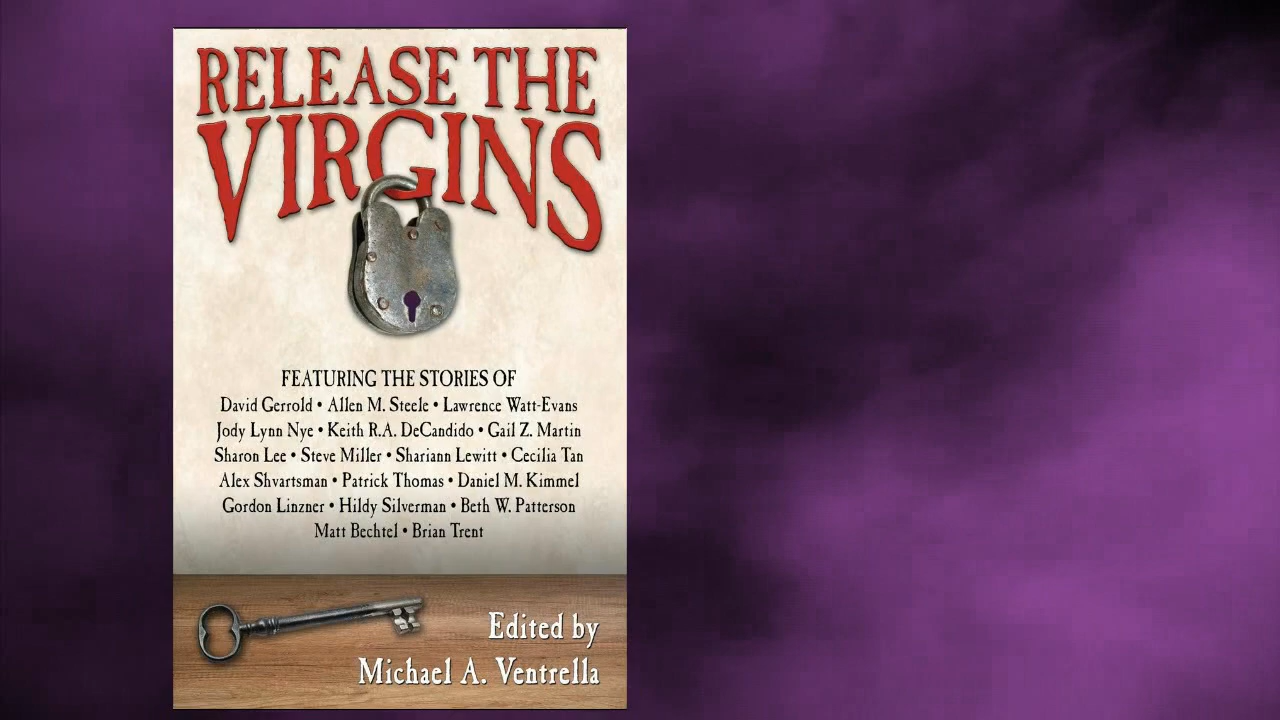 RELEASE THE
VIRGINS
FEATURING THE STORIES OF
David Gerrold • Allen M. Steele • Lawrence Watt-Evans
Jody Lynn Nye • Keith R.A. DeCandido • Gail Z. Martin
Sharon Lee • Steve Miller • Shariann Lewitt • Cecilia Tan
Alex Shvartsman • Patrick Thomas • Daniel M. Kimmel
Gordon Linzner • Hildy Silverman • Beth W. Patterson
Matt Bechtel • Brian Trent
Edited by
Michael A. Ventrella